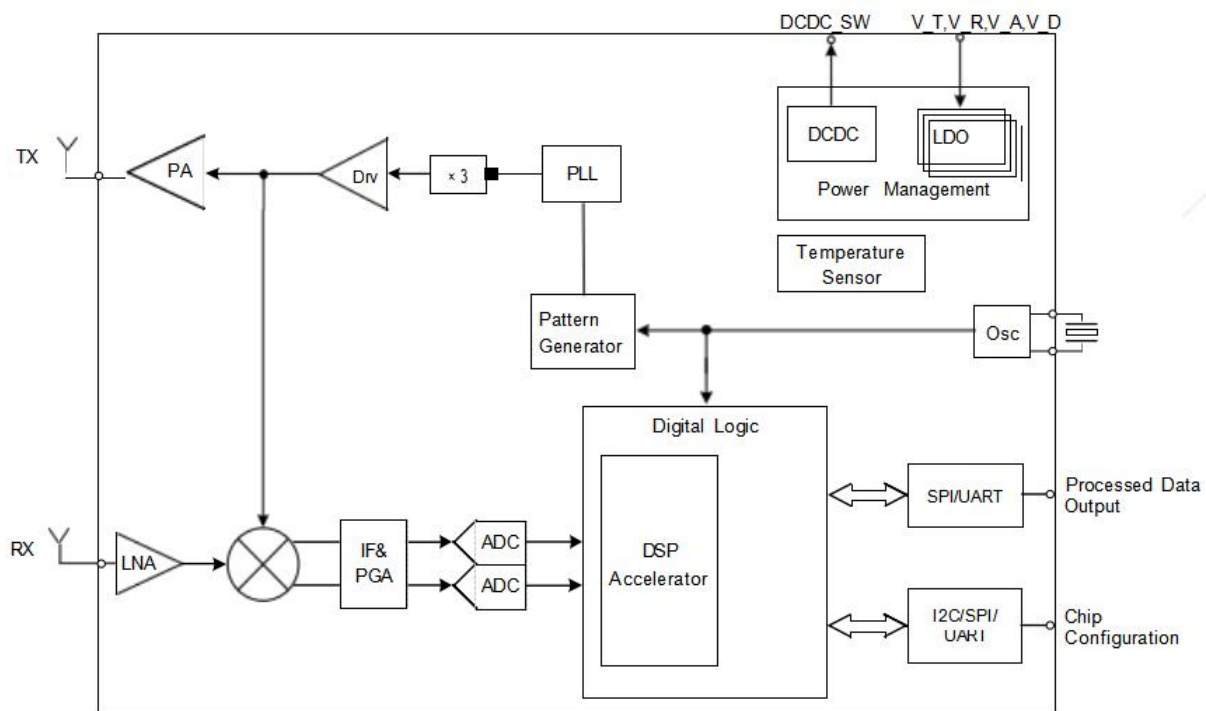 DCDC_SW
V_T,V_R,V_A,V_D
DCDC
LDO
Power Management
TX
PA
Drv
× 3
PLL
Temperature
Sensor
Pattern
Generator
Osc
Digital Logic
SPI/UART
Processed Data
Output
RX
LNA
IF&
PGA
ADC
ADC
DSP
Accelerator
I2C/SPI/
UART
Chip
Configuration